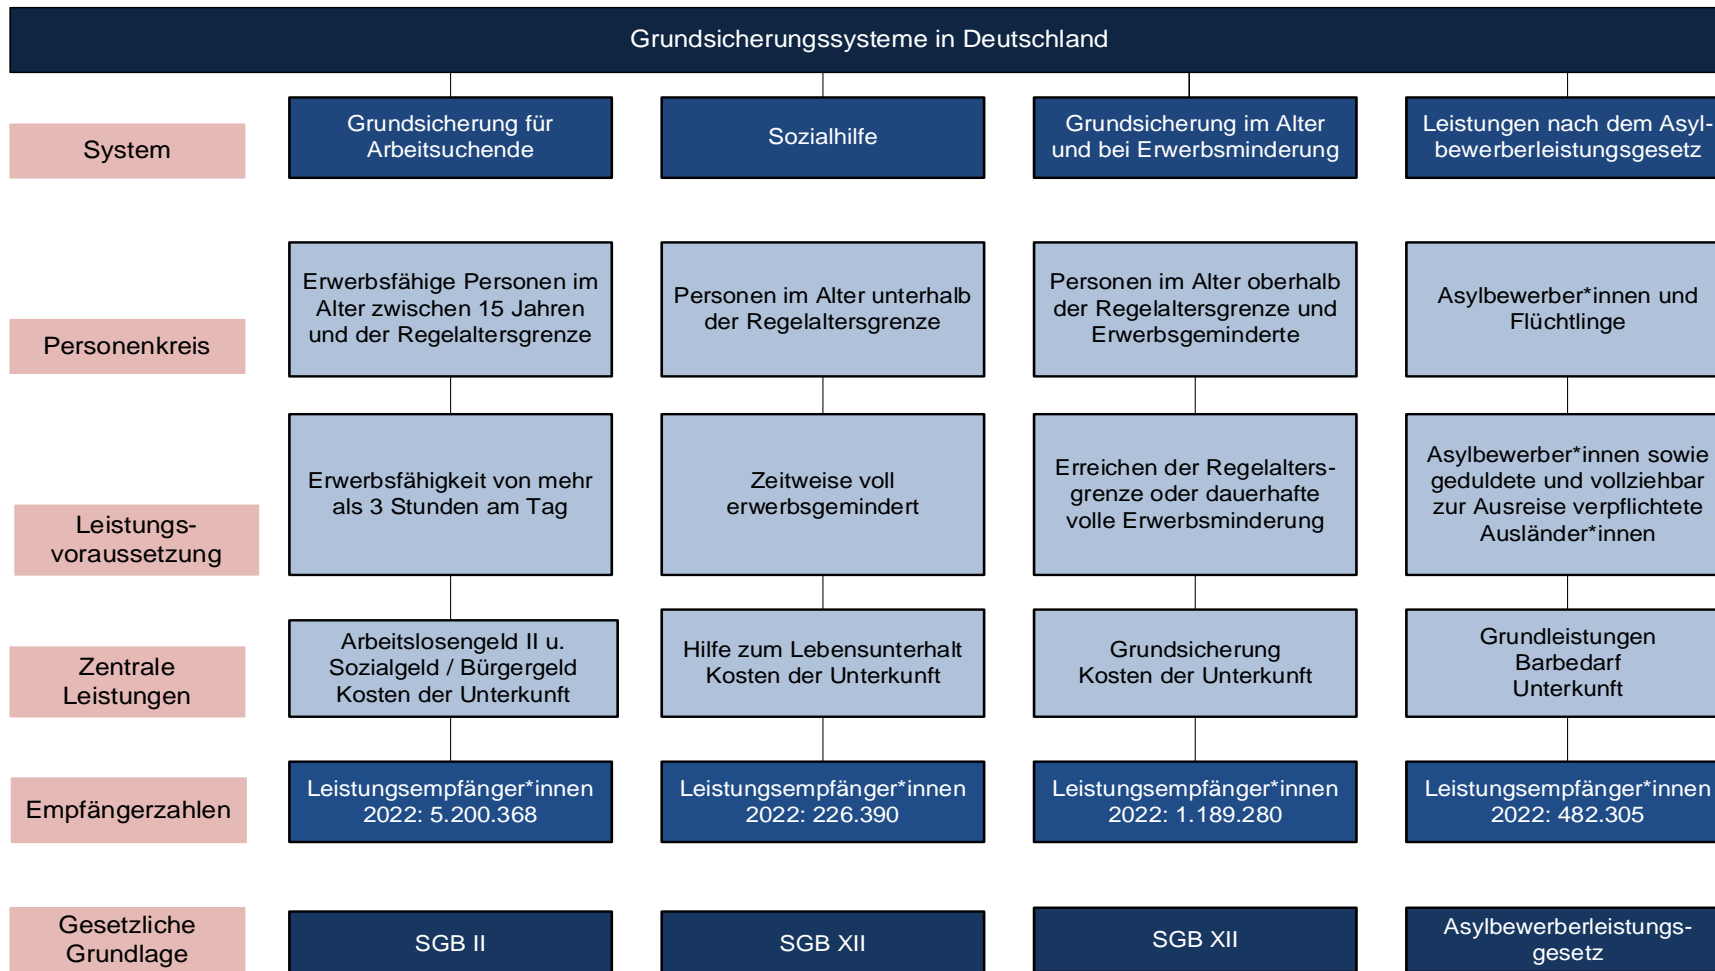 Grundsicherungssysteme in Deutschland
System
Grundsicherung für
Arbeitsuchende
Sozialhilfe
Grundsicherung im Alter
und bei Erwerbsminderung
Leistungen nach dem Asyl-
bewerberleistungsgesetz
Personenkreis
Erwerbsfähige Personen im
Alter zwischen 15 Jahren
und der Regelaltersgrenze
Personen im Alter unterhalb
der Regelaltersgrenze
Personen im Alter oberhalb
der Regelaltersgrenze und
Erwerbsgeminderte
Asylbewerber*innen und
Flüchtlinge
Leistungs-
voraussetzung
Erwerbsfähigkeit von mehr
als 3 Stunden am Tag
Zeitweise voll
erwerbsgemindert
Erreichen der Regelalters-
grenze oder dauerhafte
volle Erwerbsminderung
Asylbewerber*innen sowie
geduldete und vollziehbar
zur Ausreise verpflichtete
Ausländer*innen
Zentrale
Leistungen
Arbeitslosengeld II u.
Sozialgeld / Bürgergeld
Kosten der Unterkunft
Hilfe zum Lebensunterhalt
Kosten der Unterkunft
Grundsicherung
Kosten der Unterkunft
Grundleistungen
Barbedarf
Unterkunft
Empfängerzahlen
Leistungsempfänger*innen
2022: 5.200.368
Leistungsempfänger*innen
2022: 226.390
Leistungsempfänger*innen
2022: 1.189.280
Leistungsempfänger*innen
2022: 482.305
Gesetzliche
Grundlage
SGB II
SGB XII
SGB XII
Asylbewerberleistungs-
gesetz